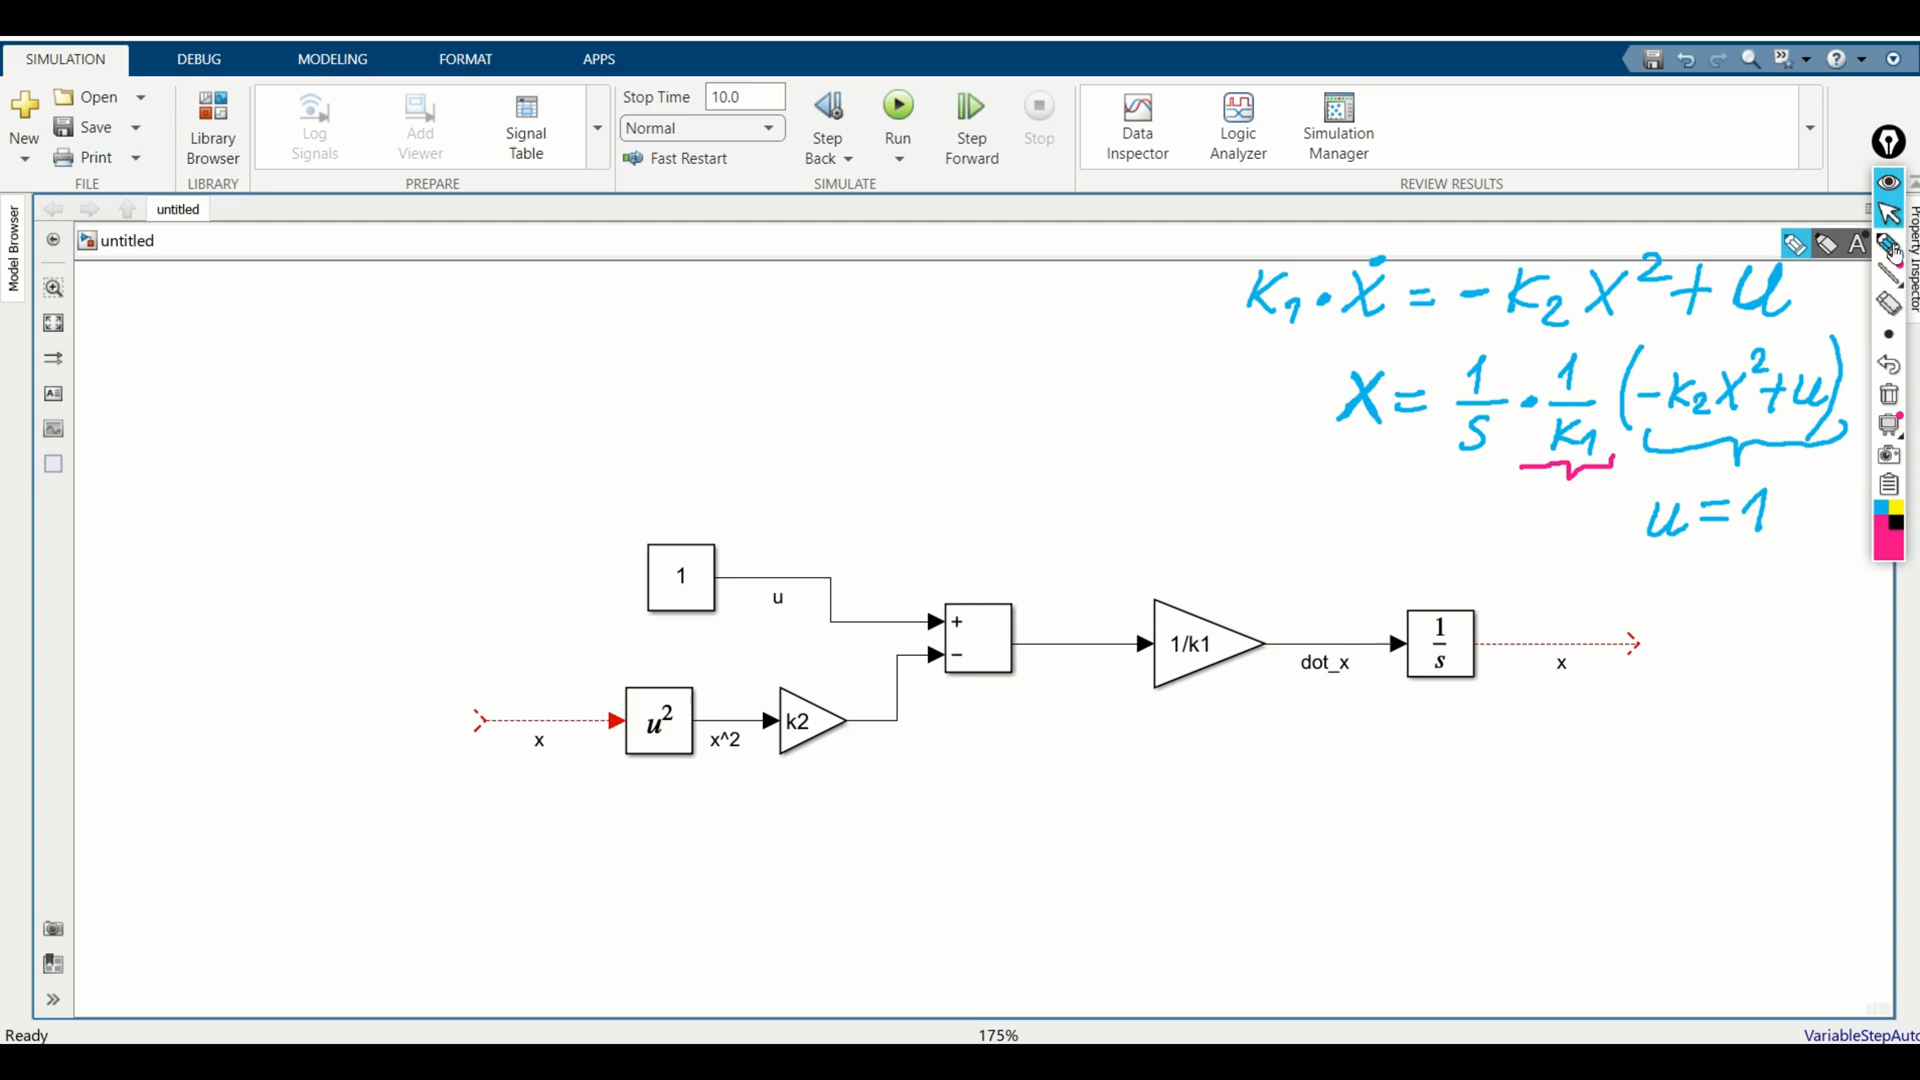 SIMULATION DEBUG MODELING FORMAT APPS
New
Open
Save
Print
FILE
Library Browser
LIBRARY
Log Signals
Add Viewer
Signal Table
PREPARE
Stop Time 10.0
Normal
Fast Restart
Step Back
Run
Step Forward
Stop
SIMULATE
Data Inspector
Logic Analyzer
Simulation Manager
REVIEW RESULTS
Model Browser
untitled
untitled
Property Inspector
A
K₁ · ẋ = - K₂ x² + u
x = 1/s · 1/K1 (-K₂x²+u)
u = 1
1
u
+
−
1/k1
dot_x
1/s
x
x
u²
x^2
k2
Ready
175%
VariableStepAuto